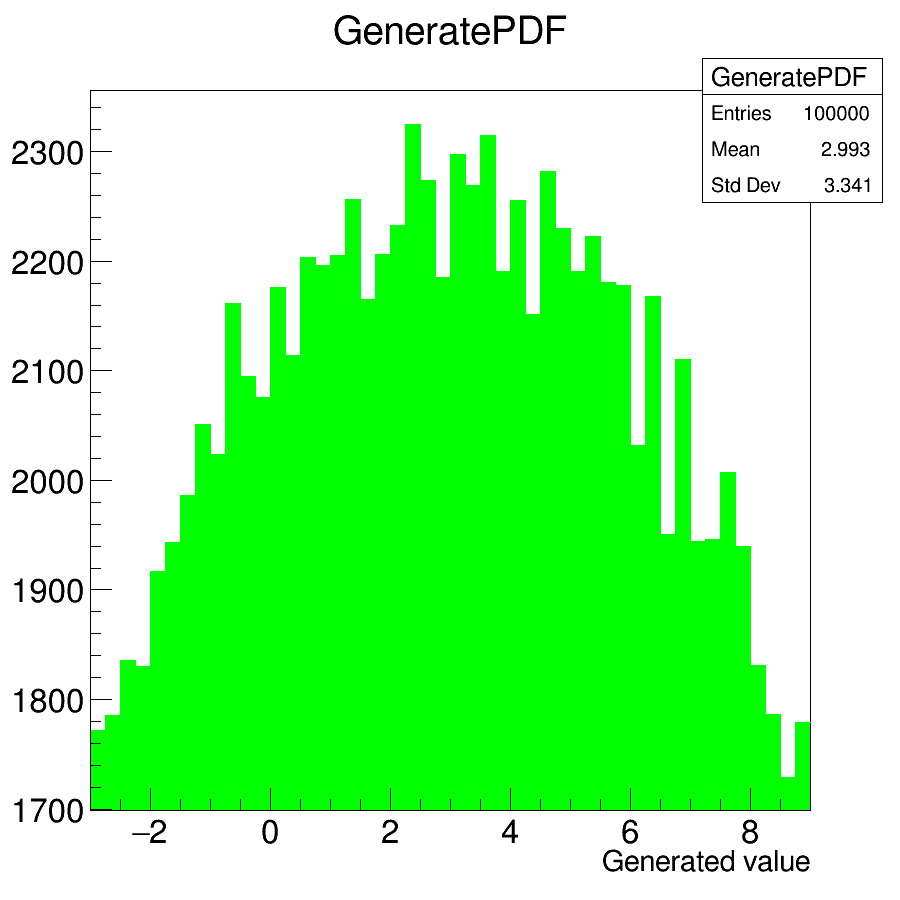 GeneratePDF
GeneratePDF
Entries 100000
Mean 2.993
Std Dev 3.341
2300
2200
2100
2000
1900
1800
1700
−2 0 2 4 6 8
Generated value